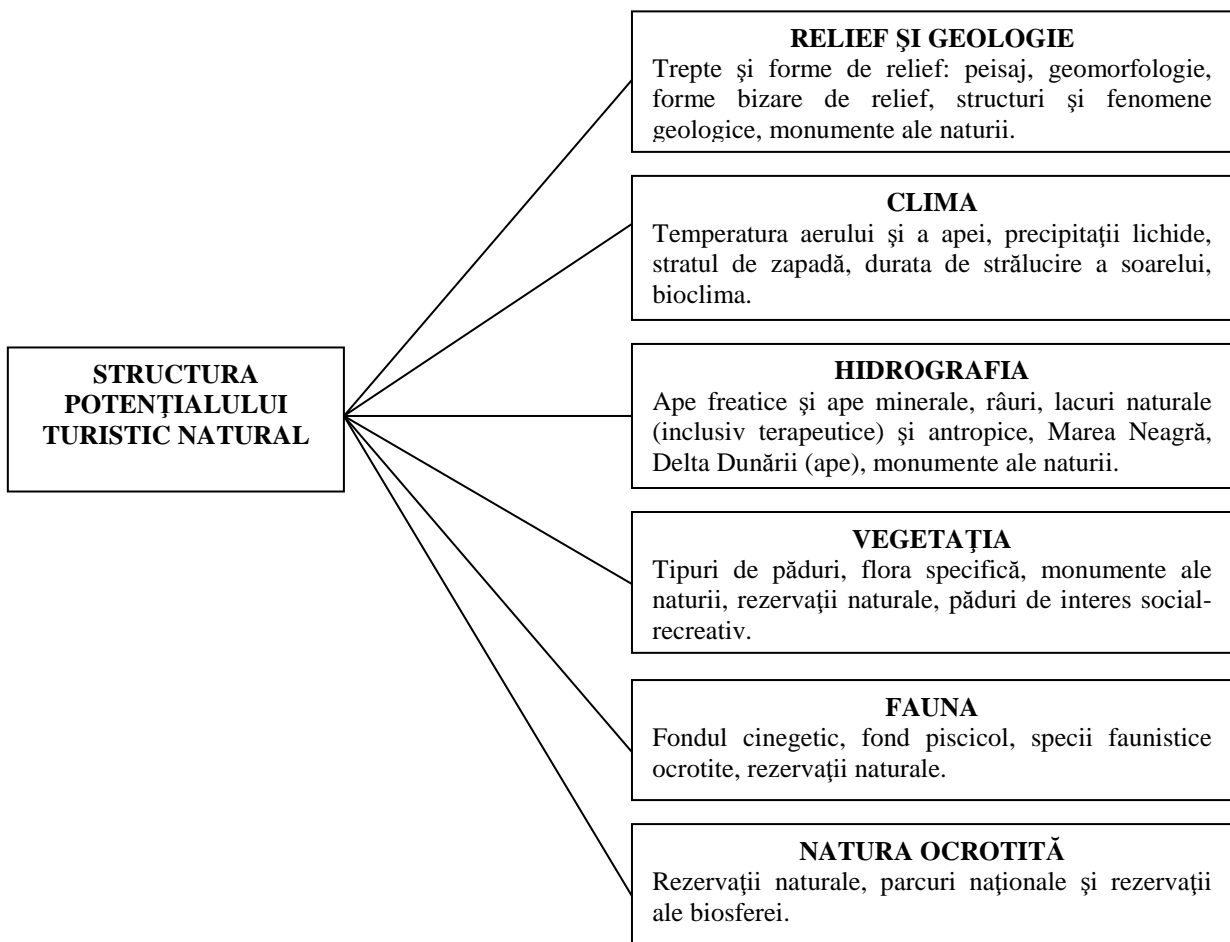 RELIEF ŞI GEOLOGIE
Trepte şi forme de relief: peisaj, geomorfologie,
forme bizare de relief, structuri şi fenomene
geologice, monumente ale naturii.
CLIMA
Temperatura aerului şi a apei, precipitaţii lichide,
stratul de zapadă, durata de strălucire a soarelui,
bioclima.
STRUCTURA
POTENŢIALULUI
TURISTIC NATURAL
HIDROGRAFIA
Ape freatice şi ape minerale, râuri, lacuri naturale
(inclusiv terapeutice) şi antropice, Marea Neagră,
Delta Dunării (ape), monumente ale naturii.
VEGETAŢIA
Tipuri de păduri, flora specifică, monumente ale
naturii, rezervaţii naturale, păduri de interes social-
recreativ.
FAUNA
Fondul cinegetic, fond piscicol, specii faunistice
ocrotite, rezervaţii naturale.
NATURA OCROTITĂ
Rezervaţii naturale, parcuri naţionale şi rezervaţii
ale biosferei.